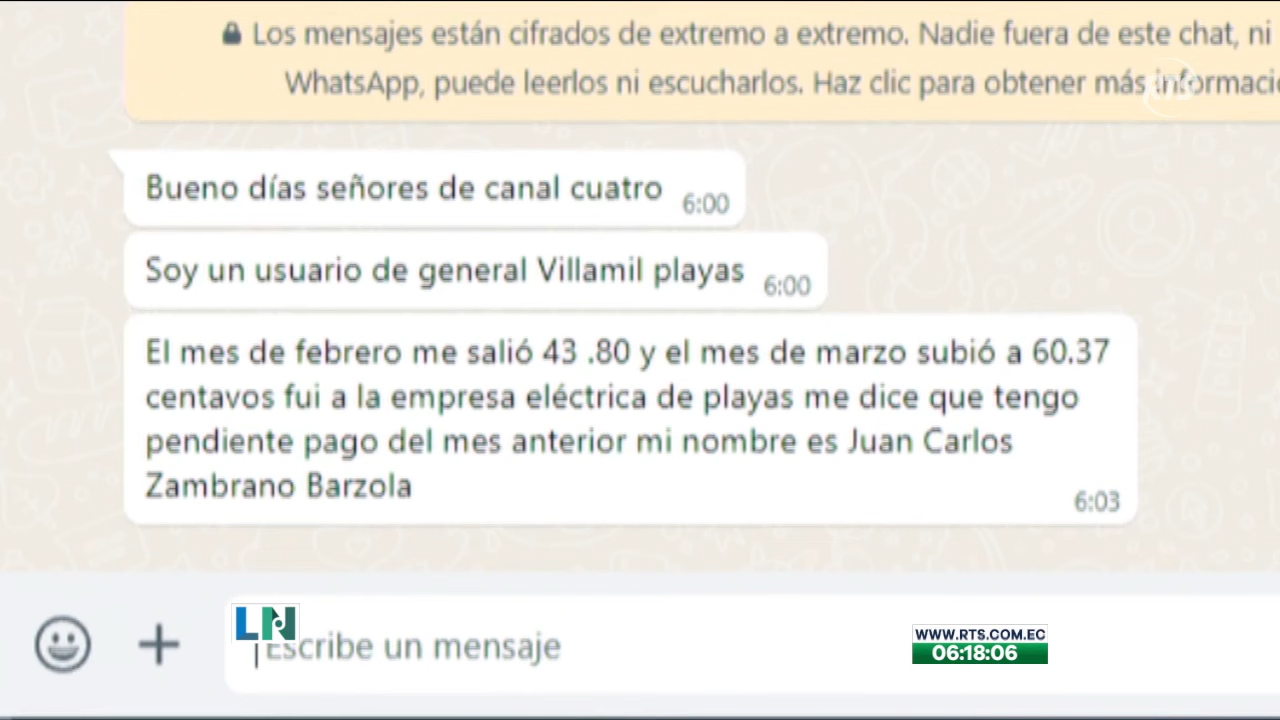 Los mensajes están cifrados de extremo a extremo. Nadie fuera de este chat, ni
WhatsApp, puede leerlos ni escucharlos. Haz clic para obtener más informació
RTS
Bueno días señores de canal cuatro 6:00
Soy un usuario de general Villamil playas 6:00
El mes de febrero me salió 43 .80 y el mes de marzo subió a 60.37
centavos fui a la empresa eléctrica de playas me dice que tengo
pendiente pago del mes anterior mi nombre es Juan Carlos
Zambrano Barzola 6:03
LN
Escribe un mensaje
WWW.RTS.COM.EC
06:18:06